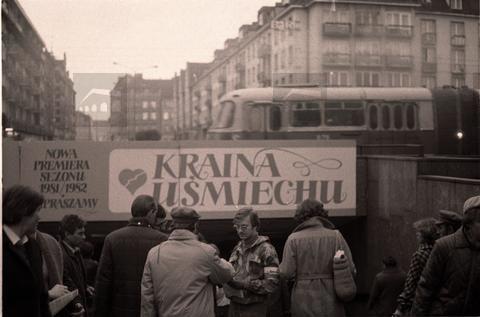 NOWA
PREMIERA
SEZONU
1981/1982
ZAPRASZAMY
KRAINA
UŚMIECHU